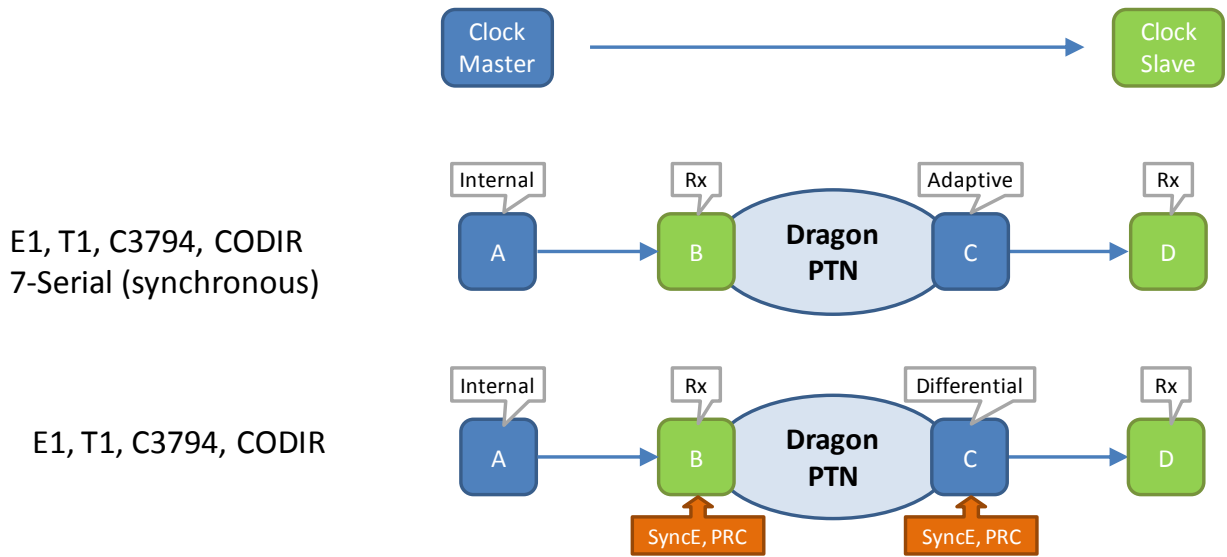 Clock
Master
Clock
Slave
Internal
Rx
Adaptive
Rx
E1, T1, C3794, CODIR
7-Serial (synchronous)
A
B
Dragon
PTN
C
D
Internal
Rx
Differential
Rx
E1, T1, C3794, CODIR
A
B
Dragon
PTN
C
D
SyncE, PRC
SyncE, PRC